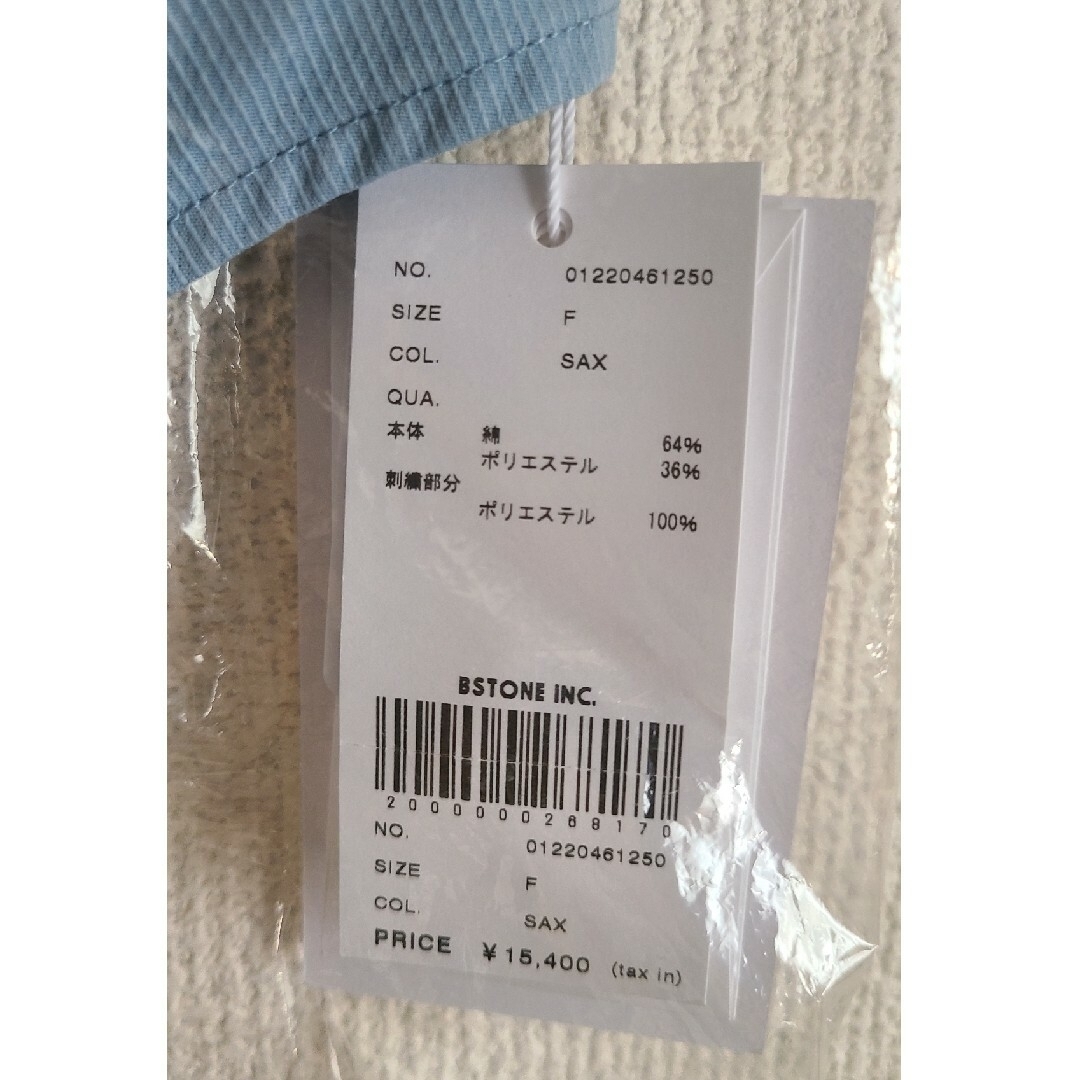 NO. 01220461250
SIZE F
COL. SAX
QUA.
本体 綿 64%
ポリエステル 36%
刺繍部分
ポリエステル 100%
BSTONE INC.
2000000268170
NO. 01220461250
SIZE F
COL. SAX
PRICE ¥15,400 (tax in)